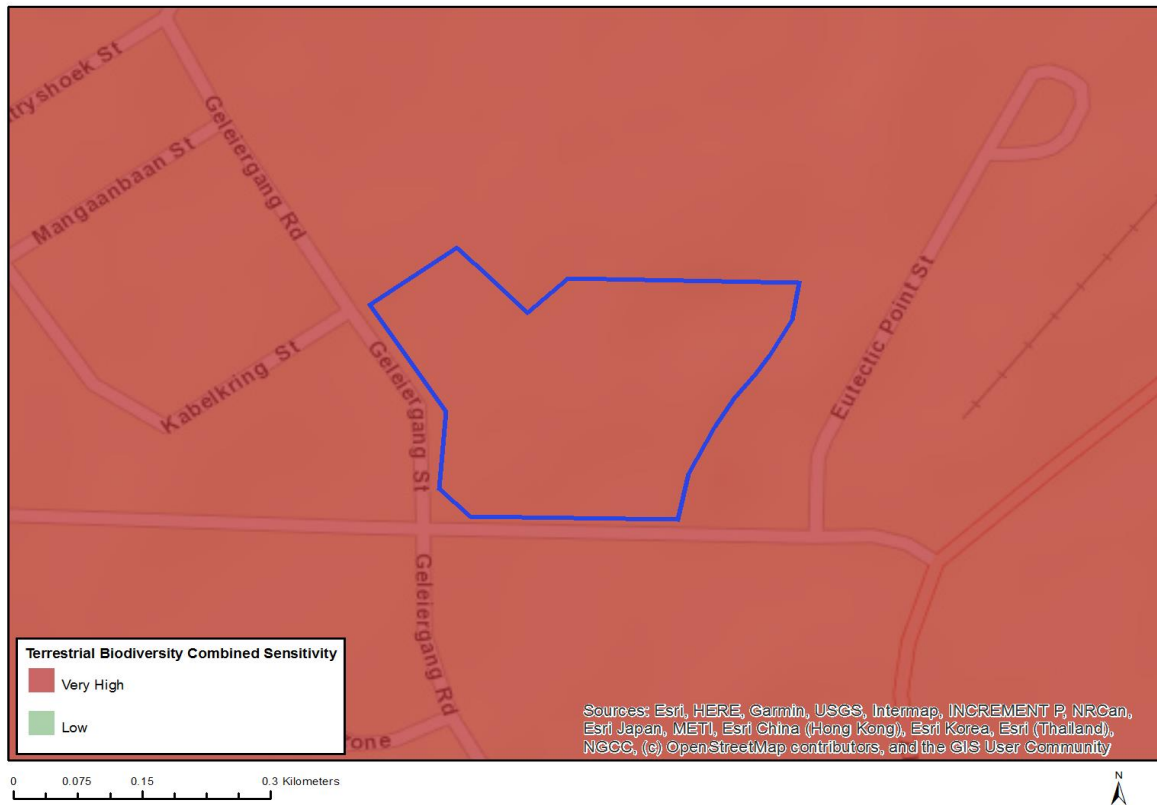 tryshoek St
Mangaanbaan St
Geleiergang Rd
Kabelkring St
Geleiergang St
Eutectic Point St
Geleiergang Rd
rone
Terrestrial Biodiversity Combined Sensitivity
Very High
Low
Sources: Esri, HERE, Garmin, USGS, Intermap, INCREMENT P, NRCan,
Esri Japan, METI, Esri China (Hong Kong), Esri Korea, Esri (Thailand),
NGCC, (c) OpenStreetMap contributors, and the GIS User Community
0 0.075 0.15 0.3 Kilometers
N